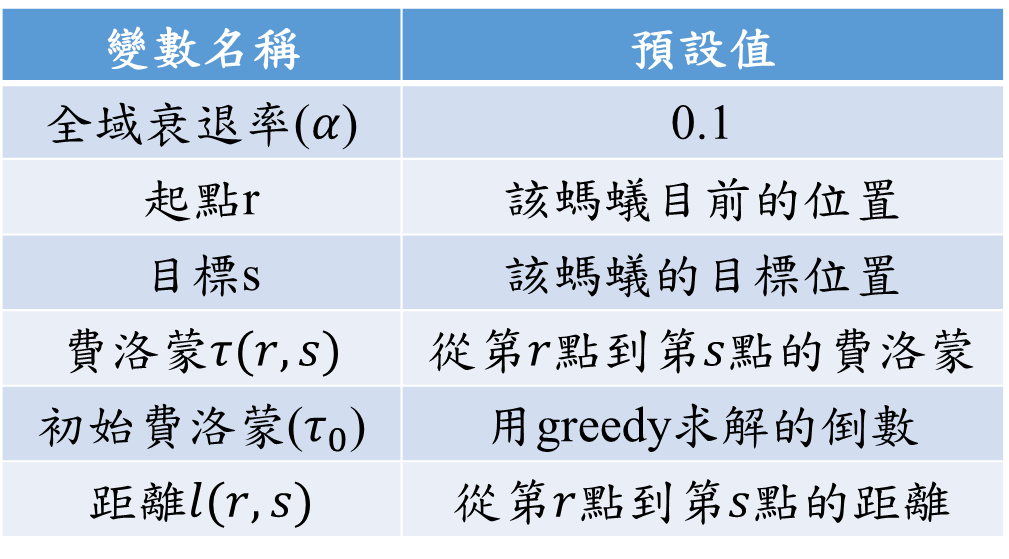 變數名稱 預設值
全域衰退率(α) 0.1
起點r 該螞蟻目前的位置
目標s 該螞蟻的目標位置
費洛蒙τ(r, s) 從第r點到第s點的費洛蒙
初始費洛蒙(τ₀) 用greedy求解的倒數
距離l(r, s) 從第r點到第s點的距離